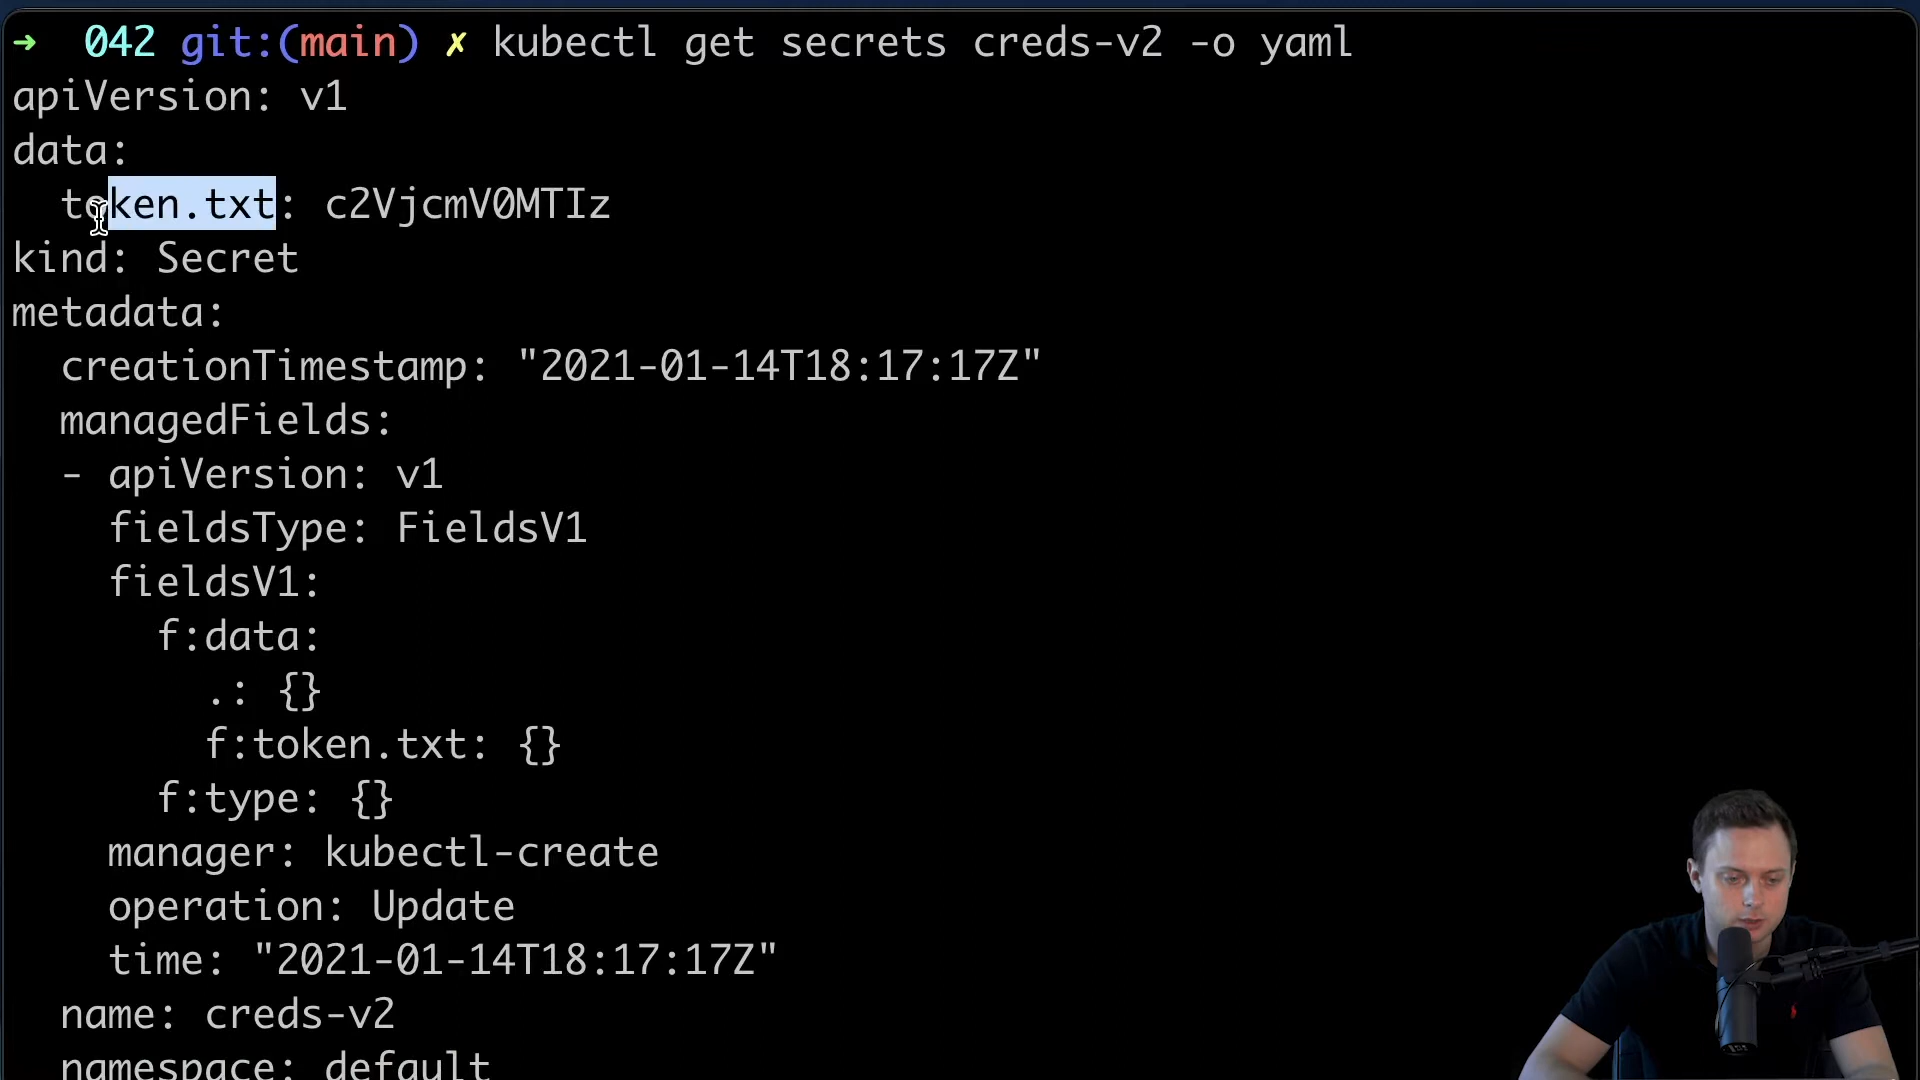 ➜  042 git:(main) ✗ kubectl get secrets creds-v2 -o yaml
apiVersion: v1
data:
  token.txt: c2VjcmV0MTIz
kind: Secret
metadata:
  creationTimestamp: "2021-01-14T18:17:17Z"
  managedFields:
  - apiVersion: v1
    fieldsType: FieldsV1
    fieldsV1:
      f:data:
        .: {}
        f:token.txt: {}
      f:type: {}
    manager: kubectl-create
    operation: Update
    time: "2021-01-14T18:17:17Z"
  name: creds-v2
  namespace: default